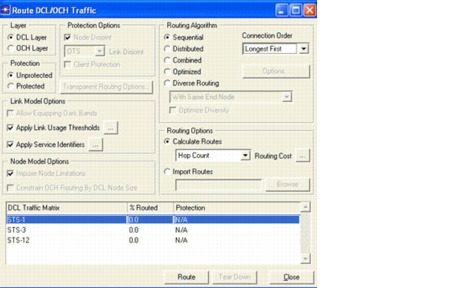 Route DCL/OCH Traffic
Layer
DCL Layer
OCH Layer
Protection
Unprotected
Protected
Protection Options
Node Disjoint
OTS
Link Disjoint
Client Protection
Transparent Routing Options...
Link Model Options
Allow Equipping Dark Bands
Apply Link Usage Thresholds ...
Apply Service Identifiers ...
Node Model Options
Impose Node Limitations
Constrain OCH Routing By DCL Node Size
Routing Algorithm
Sequential
Distributed
Combined
Optimized
Diverse Routing
With Same End Node
Optimize Diversity
Connection Order
Longest First
Options...
Routing Options
Calculate Routes
Hop Count
Routing Cost ...
Import Routes
Browse
DCL Traffic Matrix % Routed Protection
STS-1 0.0 N/A
STS-3 0.0 N/A
STS-12 0.0 N/A
Route Tear Down Close